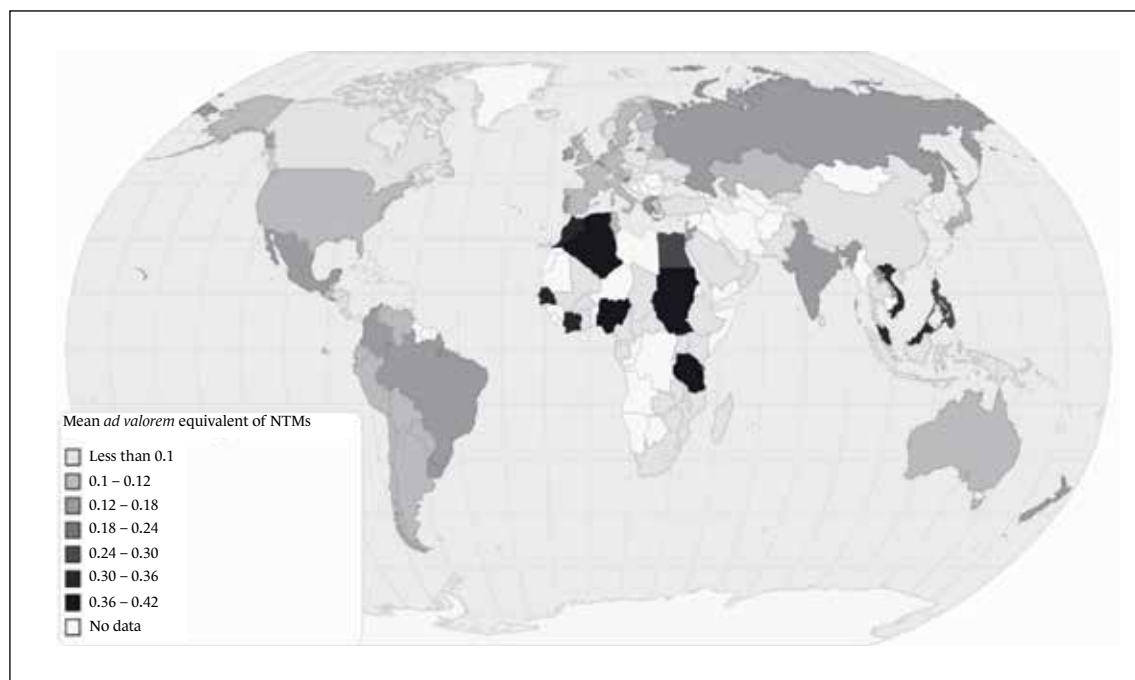 Mean ad valorem equivalent of NTMs
Less than 0.1
0.1 – 0.12
0.12 – 0.18
0.18 – 0.24
0.24 – 0.30
0.30 – 0.36
0.36 – 0.42
No data